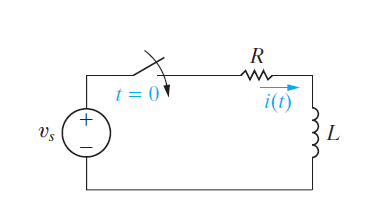 R
t = 0
i(t)
+
v_s
L